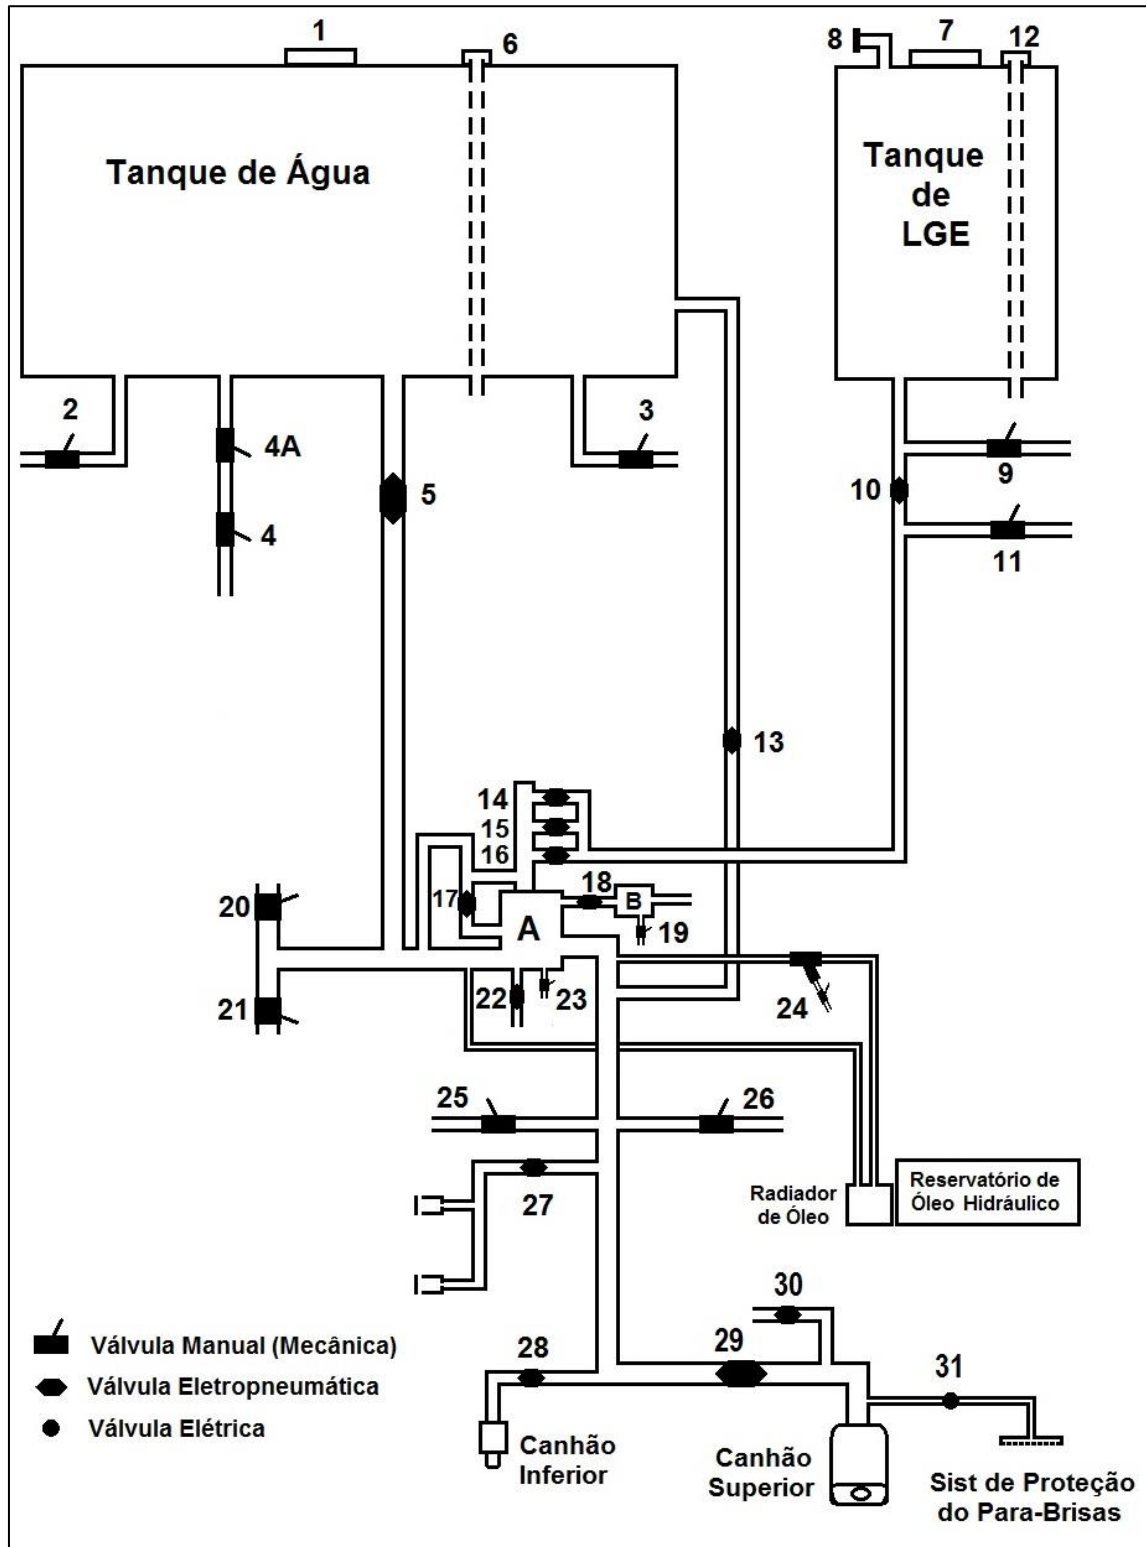 1
6
8
7
12
Tanque de Água
Tanque
de
LGE
2
4A
3
5
4
9
10
11
13
14
15
16
17
18
B
19
20
A
21
22
23
24
25
26
27
Radiador
de Óleo
Reservatório de
Óleo Hidráulico
30
28
29
31
Válvula Manual (Mecânica)
Válvula Eletropneumática
Válvula Elétrica
Canhão
Inferior
Canhão
Superior
Sist de Proteção
do Para-Brisas